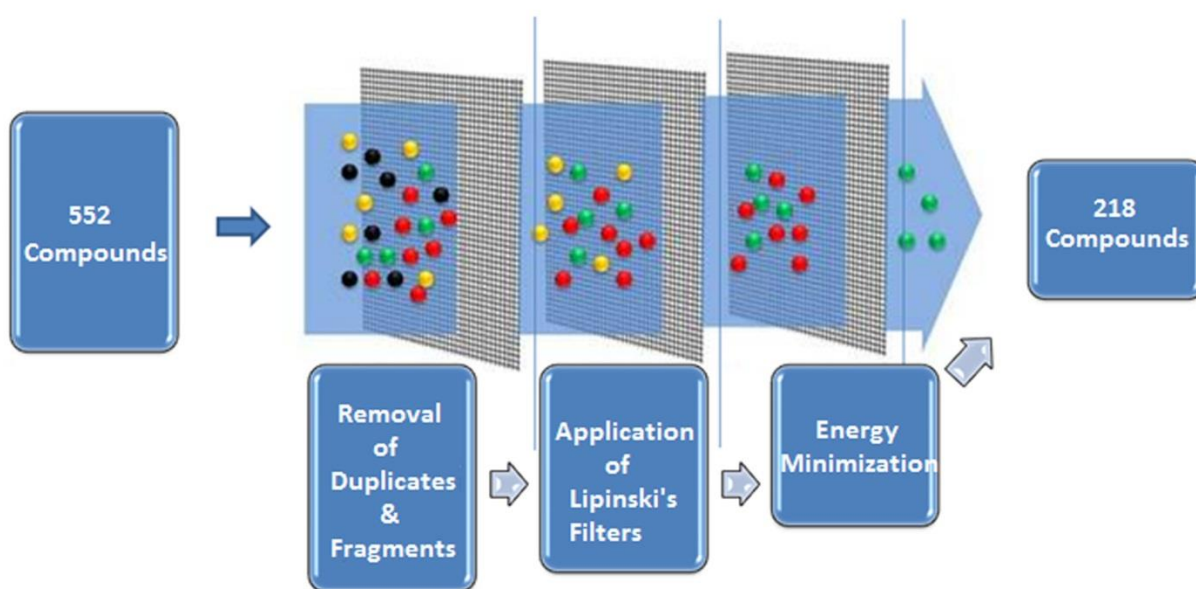 552
Compounds
218
Compounds
Removal
of
Duplicates
&
Fragments
Application
of
Lipinski's
Filters
Energy
Minimization